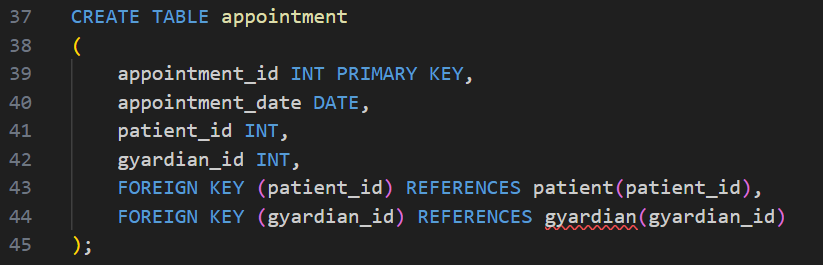 37 CREATE TABLE appointment
38 (
39 appointment_id INT PRIMARY KEY,
40 appointment_date DATE,
41 patient_id INT,
42 gyardian_id INT,
43 FOREIGN KEY (patient_id) REFERENCES patient(patient_id),
44 FOREIGN KEY (gyardian_id) REFERENCES gyardian(gyardian_id)
45 );